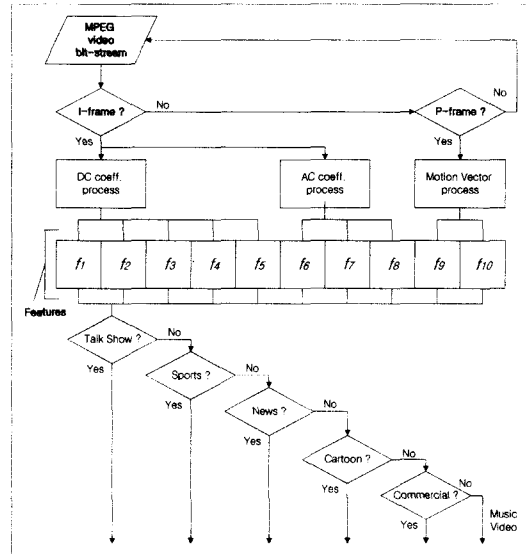 MPEG
video
bit-stream
I-frame ?
No
P-frame ?
No
Yes
Yes
DC coeff.
process
AC coeff.
process
Motion Vector
process
f1 f2 f3 f4 f5 f6 f7 f8 f9 f10
Features
Talk Show ?
No
Yes
Sports ?
No
Yes
News ?
No
Yes
Cartoon ?
No
Yes
Commercial ?
No
Yes
Music
Video